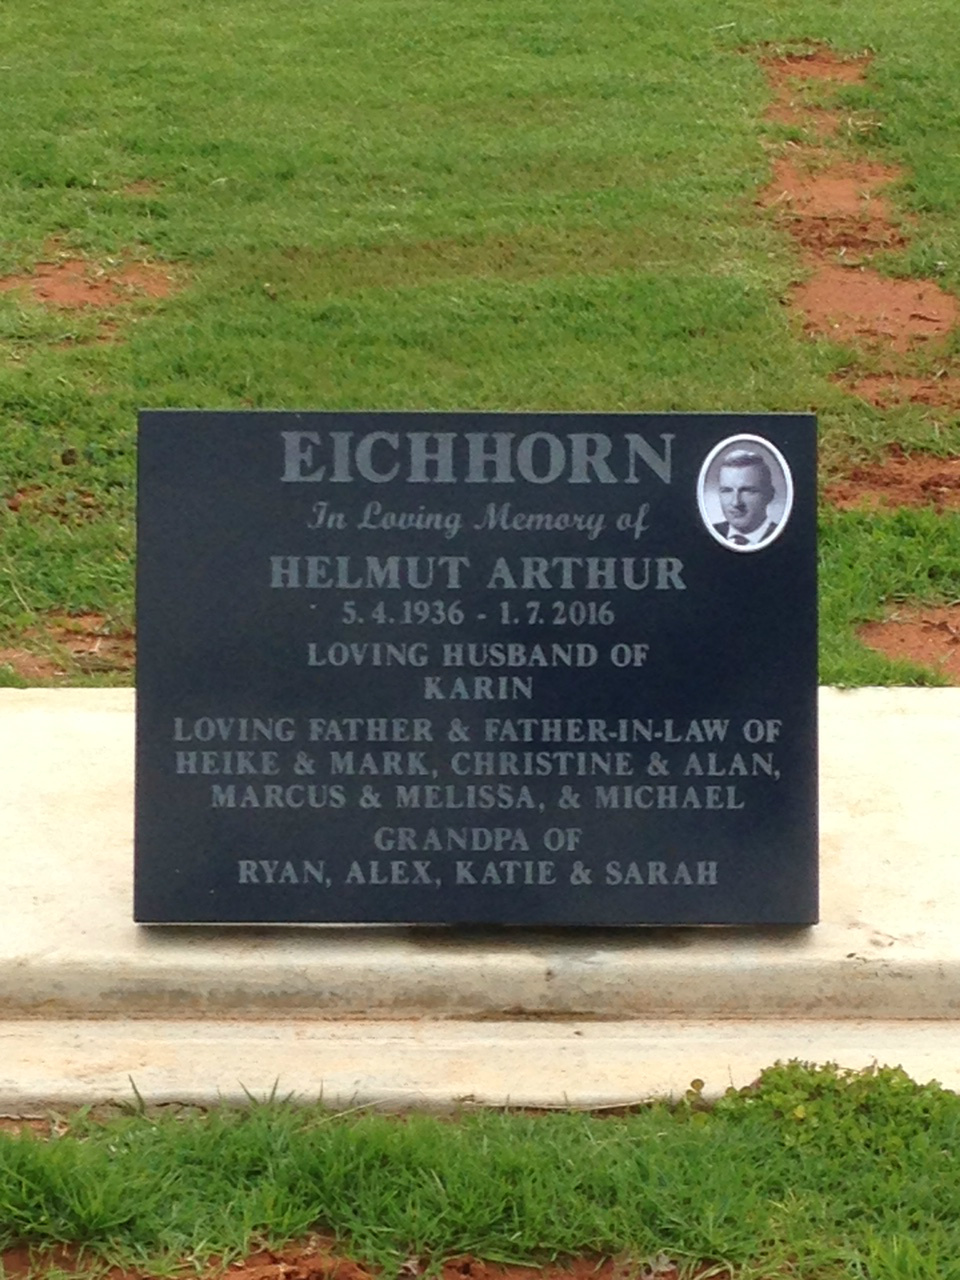 EICHHORN
In Loving Memory of
HELMUT ARTHUR
5.4.1936 - 1.7.2016
LOVING HUSBAND OF
KARIN
LOVING FATHER & FATHER-IN-LAW OF
HEIKE & MARK, CHRISTINE & ALAN,
MARCUS & MELISSA, & MICHAEL
GRANDPA OF
RYAN, ALEX, KATIE & SARAH